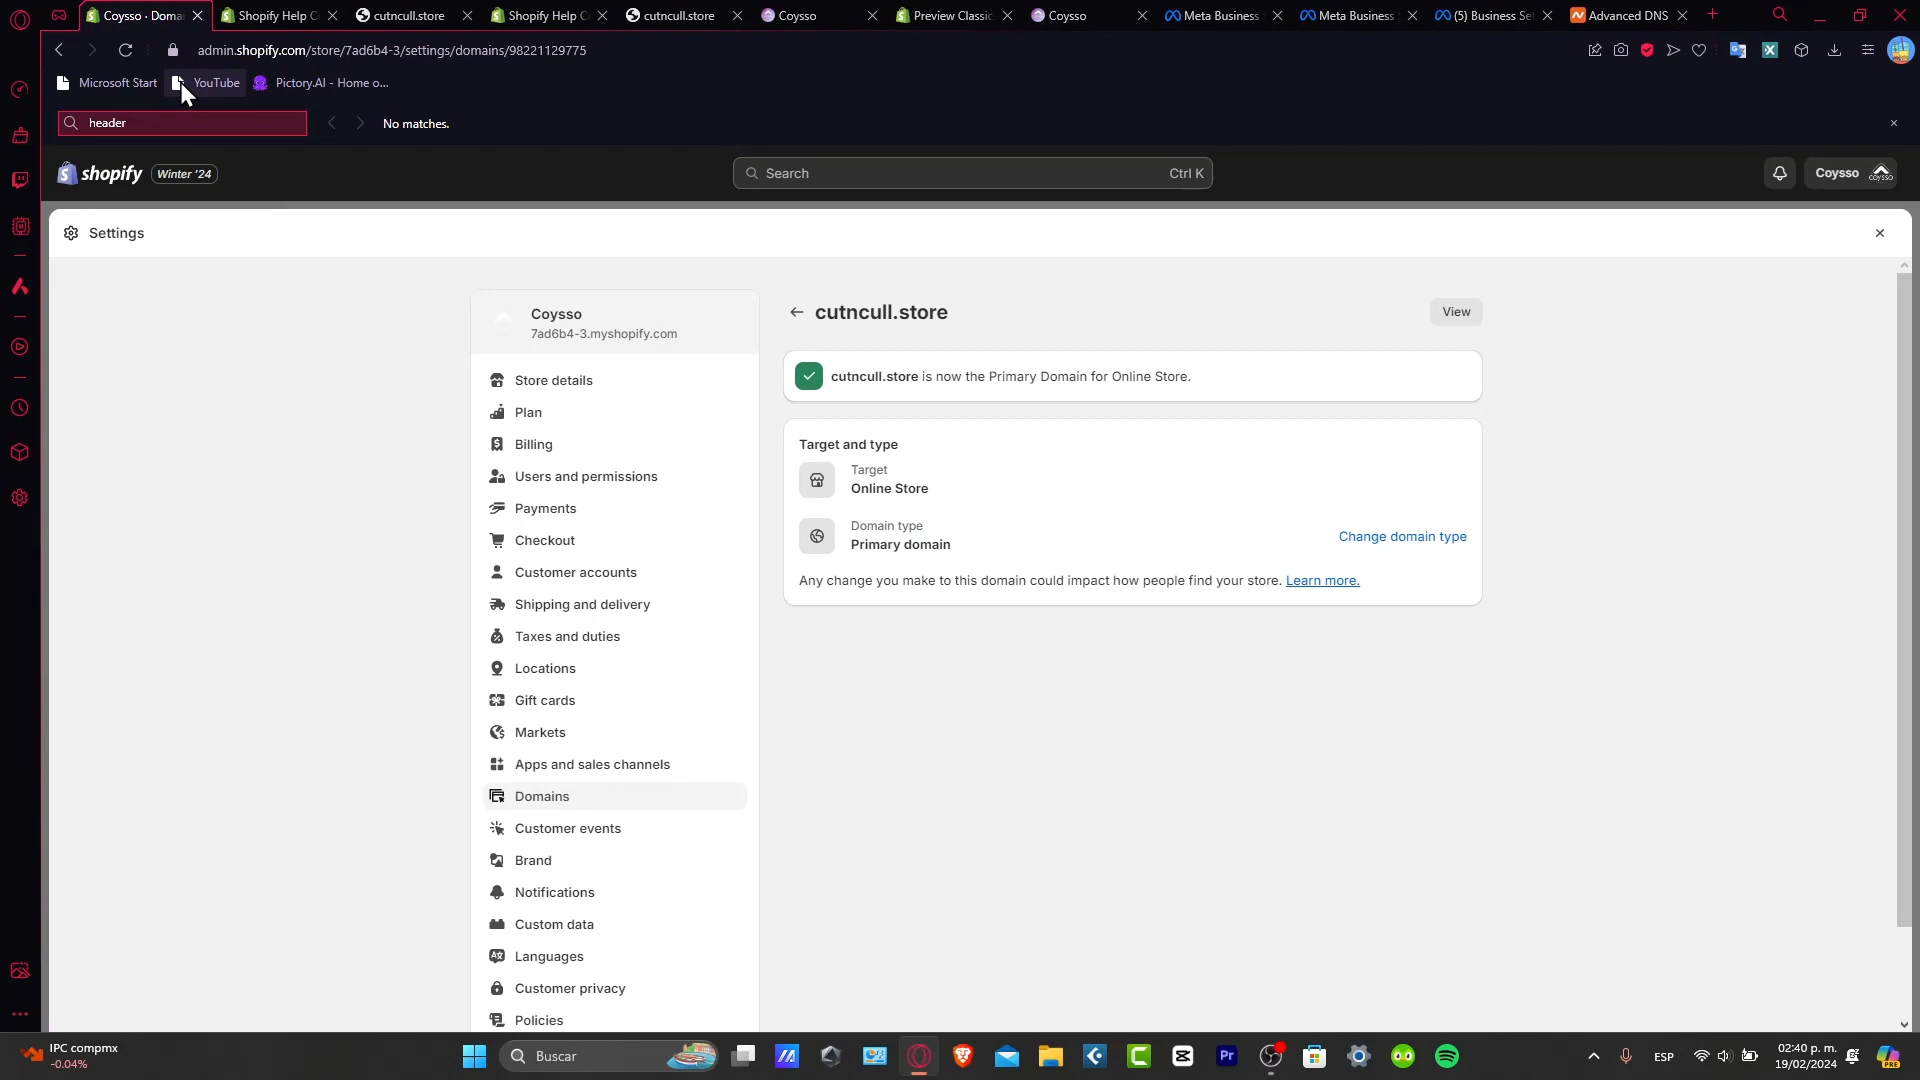 Coysso · Domai
Shopify Help C
cutncull.store
Shopify Help C
cutncull.store
Coysso
Preview Classic
Coysso
Meta Business
Meta Business
(5) Business Se
Advanced DNS
admin.shopify.com/store/7ad6b4-3/settings/domains/98221129775
Microsoft Start
YouTube
Pictory.AI - Home o...
header
No matches.
shopify
Winter '24
Search
Ctrl K
Coysso
Settings
Coysso
7ad6b4-3.myshopify.com
Store details
Plan
Billing
Users and permissions
Payments
Checkout
Customer accounts
Shipping and delivery
Taxes and duties
Locations
Gift cards
Markets
Apps and sales channels
Domains
Customer events
Brand
Notifications
Custom data
Languages
Customer privacy
Policies
cutncull.store
View
cutncull.store is now the Primary Domain for Online Store.
Target and type
Target
Online Store
Domain type
Primary domain
Change domain type
Any change you make to this domain could impact how people find your store. Learn more.
IPC compmx
-0.04%
Buscar
Pr
ESP
02:40 p. m.
19/02/2024